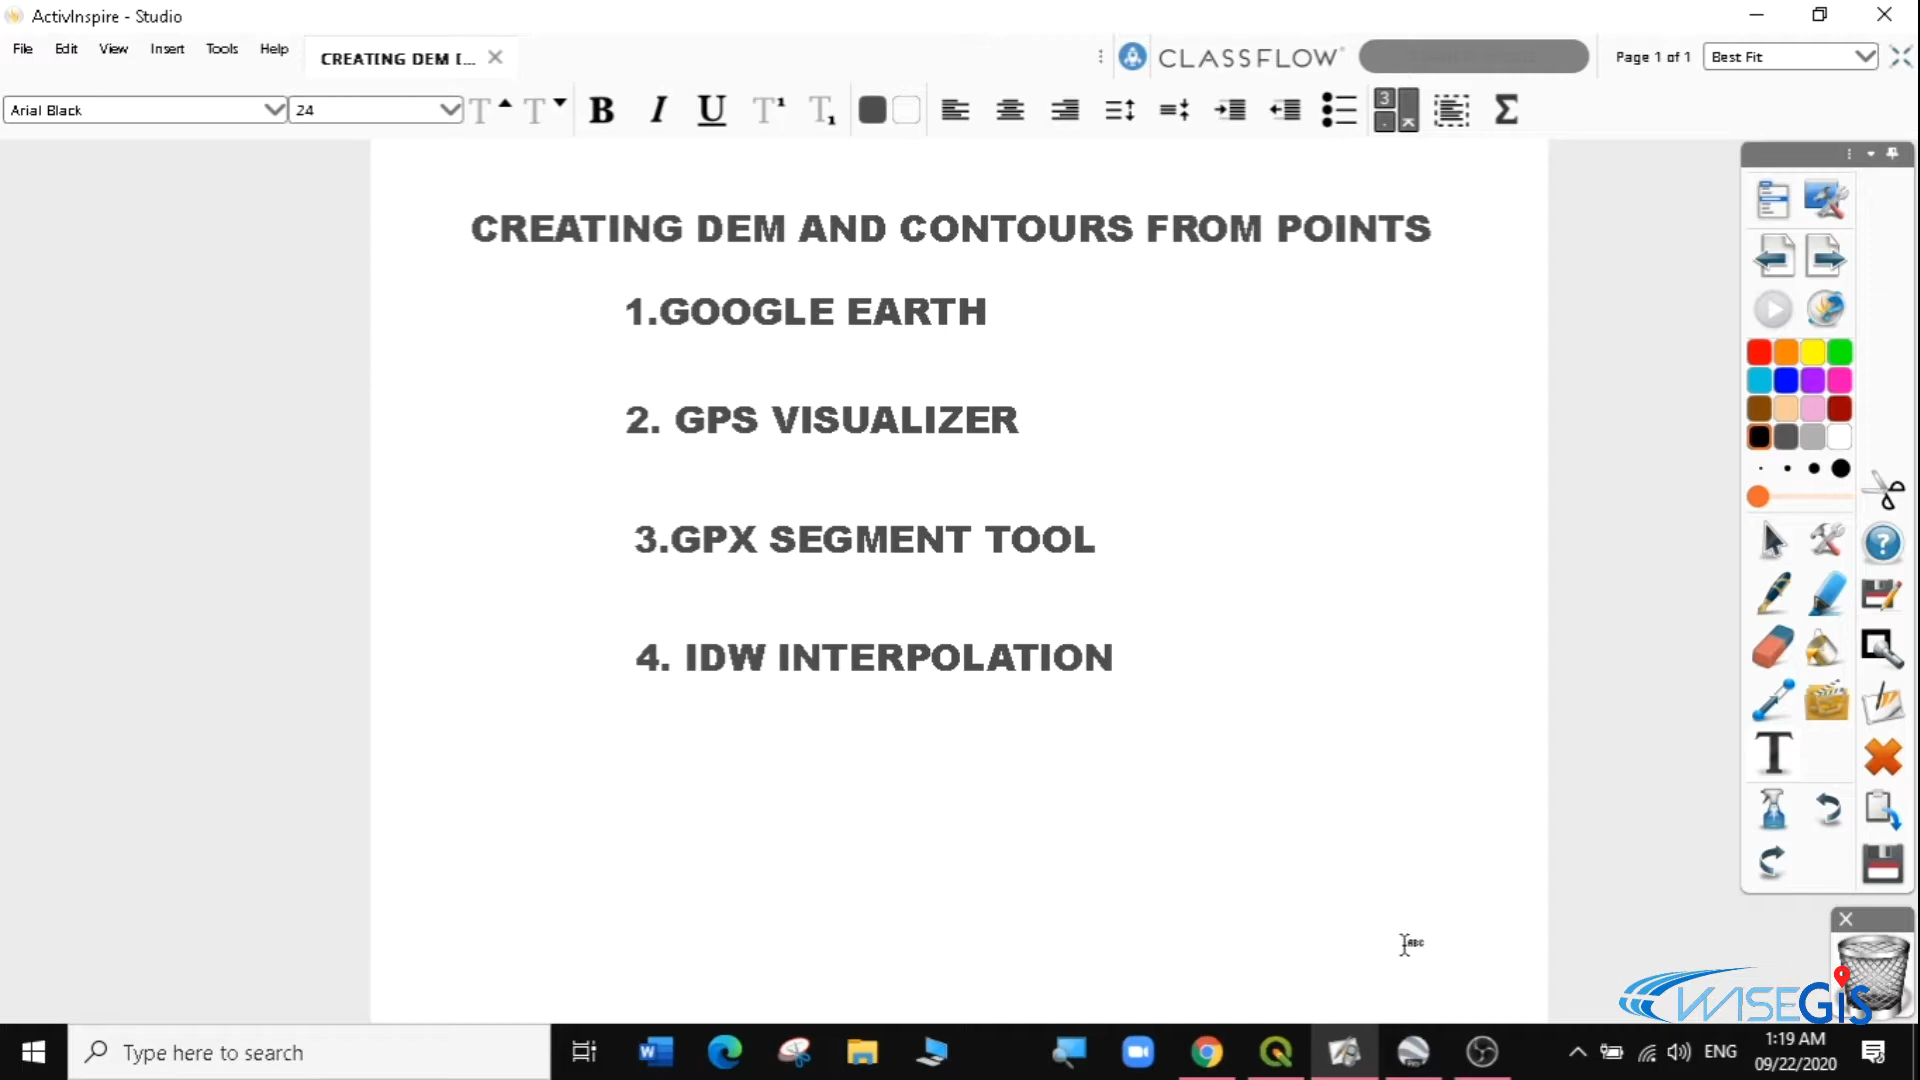 ActivInspire - Studio
File Edit View Insert Tools Help
CREATING DEM [...
CLASSFLOW
Page 1 of 1
Best Fit
Arial Black
24
CREATING DEM AND CONTOURS FROM POINTS
1.GOOGLE EARTH
2. GPS VISUALIZER
3.GPX SEGMENT TOOL
4. IDW INTERPOLATION
ABC
WISEGIS
Type here to search
ENG
1:19 AM
09/22/2020